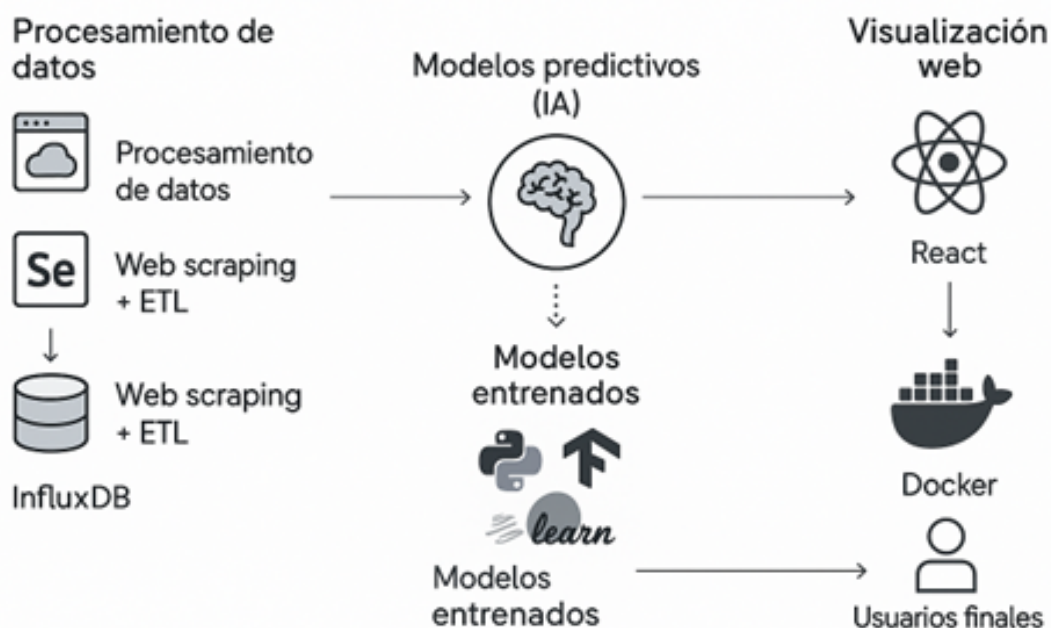 Procesamiento de
datos
Procesamiento
de datos
Se
Web scraping
+ ETL
Web scraping
+ ETL
InfluxDB
Modelos predictivos
(IA)
Modelos
entrenados
learn
Modelos
entrenados
Visualización
web
React
Docker
Usuarios finales